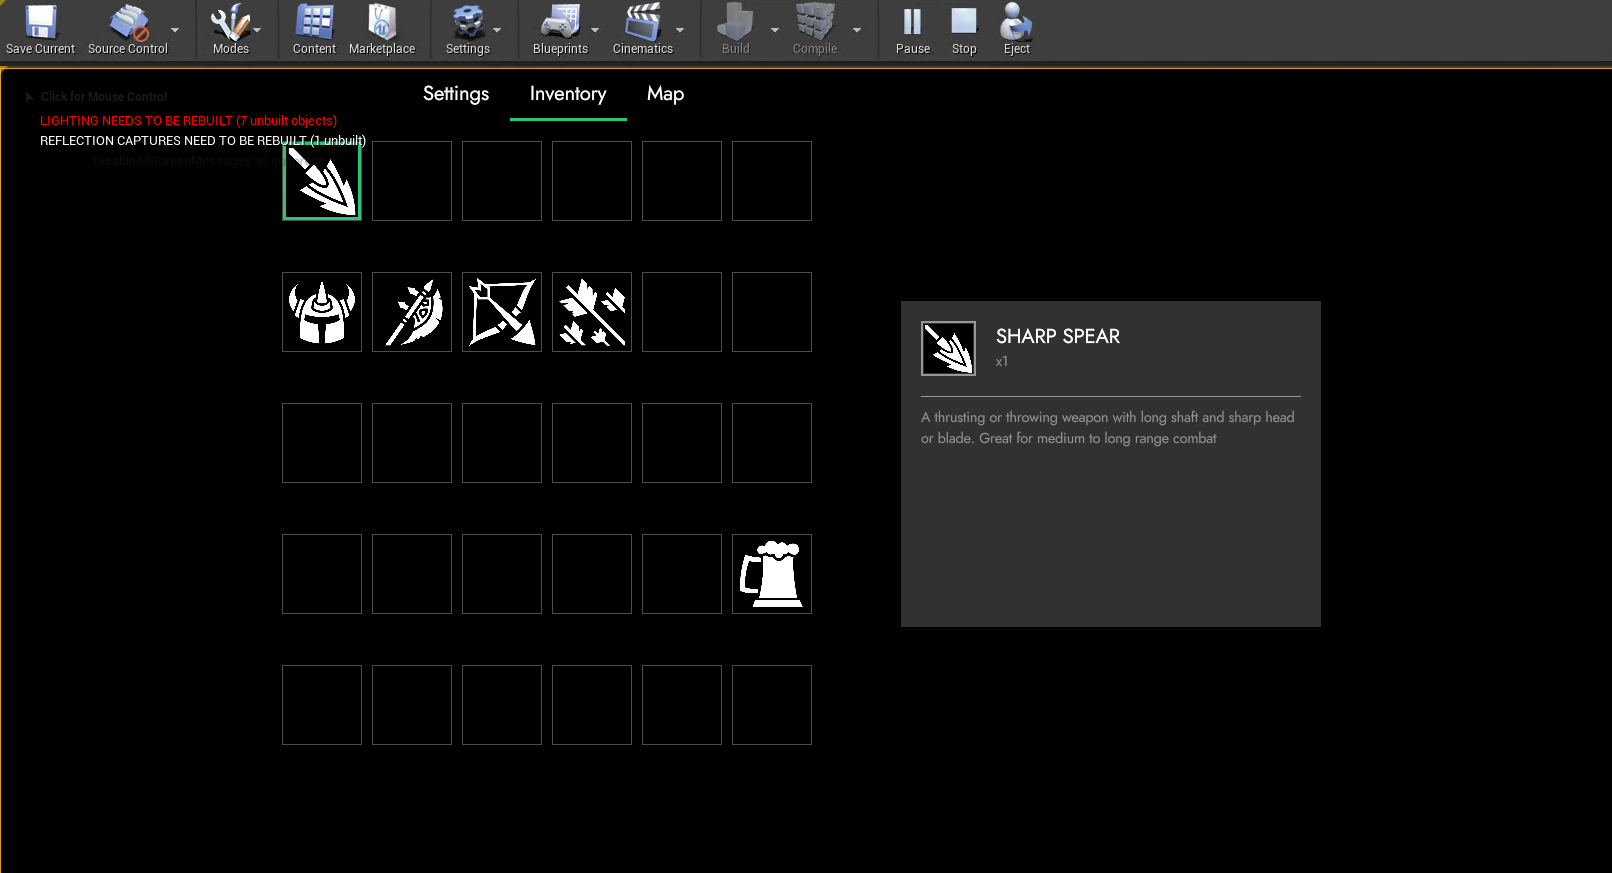 Save Current
Source Control
Modes
Content
Marketplace
Settings
Blueprints
Cinematics
Build
Compile
Pause
Stop
Eject
Settings
Inventory
Map
Click for Mouse Control
LIGHTING NEEDS TO BE REBUILT (7 unbuilt objects)
REFLECTION CAPTURES NEED TO BE REBUILT (1 unbuilt)
'DisableAllScreenMessages' to
SHARP SPEAR
x1
A thrusting or throwing weapon with long shaft and sharp head
or blade. Great for medium to long range combat